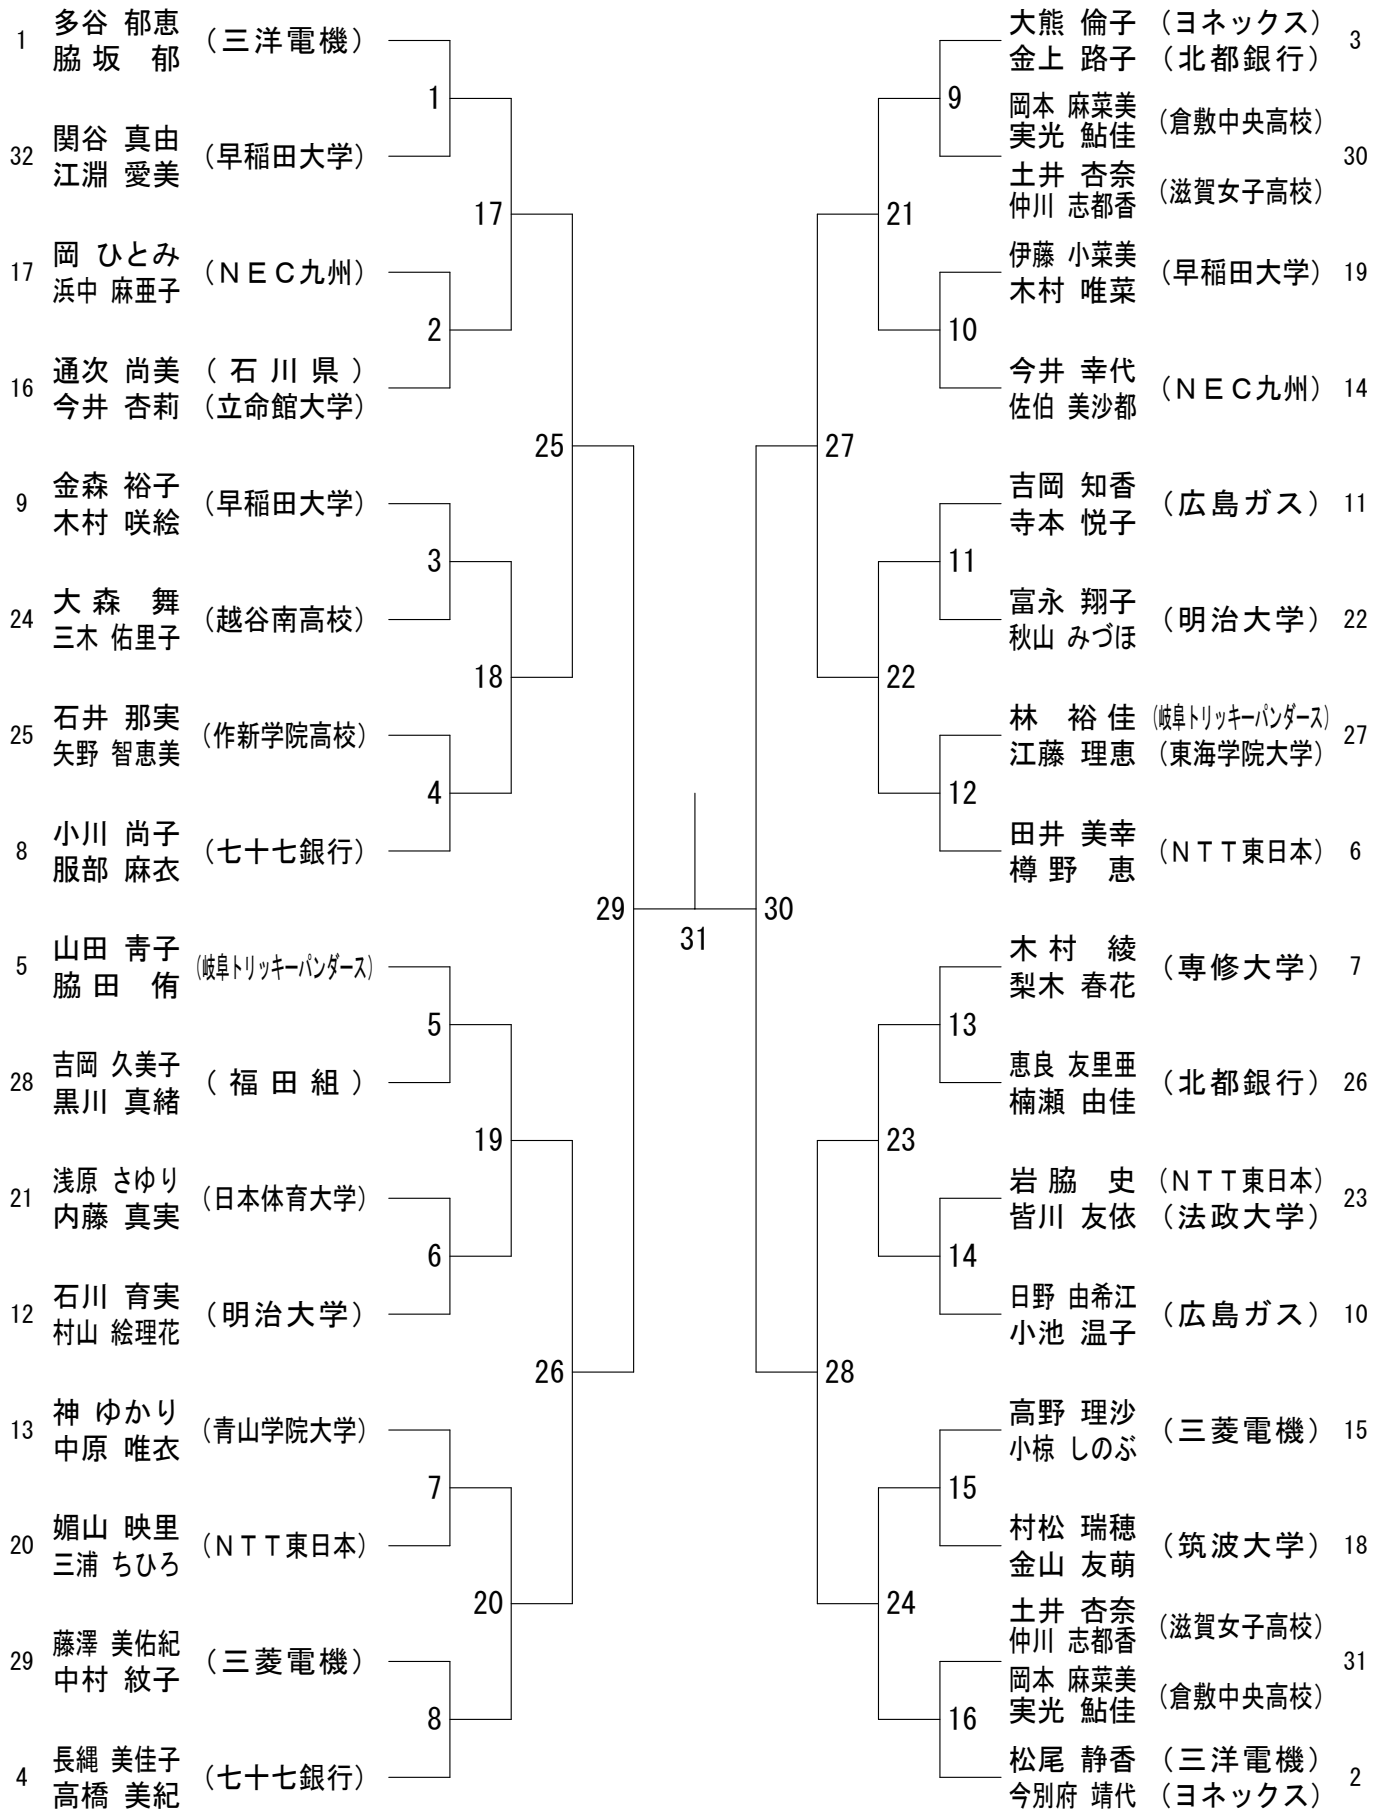 1 多谷 郁恵 (三洋電機)
脇坂 郁
1
32 関谷 真由 (早稲田大学)
江淵 愛美
17
17 岡 ひとみ (ＮＥＣ九州)
浜中 麻亜子
2
16 通次 尚美 (石川県)
今井 杏莉 (立命館大学)
25
9 金森 裕子 (早稲田大学)
木村 咲絵
3
24 大森 舞 (越谷南高校)
三木 佑里子
18
25 石井 那実 (作新学院高校)
矢野 智恵美
4
8 小川 尚子 (七十七銀行)
服部 麻衣
29
5 山田 青子 (岐阜トリッキーパンダース)
脇田 侑
5
28 吉岡 久美子 (福田組)
黒川 真緒
19
21 浅原 さゆり (日本体育大学)
内藤 真実
6
12 石川 育実 (明治大学)
村山 絵理花
26
13 神 ゆかり (青山学院大学)
中原 唯衣
7
20 媚山 映里 (ＮＴＴ東日本)
三浦 ちひろ
20
29 藤澤 美佑紀 (三菱電機)
中村 紋子
8
4 長縄 美佳子 (七十七銀行)
高橋 美紀
31
大熊 倫子 (ヨネックス) 3
金上 路子 (北都銀行)
9
岡本 麻菜美 (倉敷中央高校)
実光 鮎佳
30
土井 杏奈 (滋賀女子高校)
仲川 志都香
21
伊藤 小菜美 (早稲田大学) 19
木村 唯菜
10
今井 幸代 (ＮＥＣ九州) 14
佐伯 美沙都
27
吉岡 知香 (広島ガス) 11
寺本 悦子
11
富永 翔子 (明治大学) 22
秋山 みづほ
22
林 裕佳 (岐阜トリッキーパンダース) 27
江藤 理恵 (東海学院大学)
12
田井 美幸 (ＮＴＴ東日本) 6
樽野 恵
30
木村 綾 (専修大学) 7
梨木 春花
13
恵良 友里亜 (北都銀行) 26
楠瀬 由佳
23
岩脇 史 (ＮＴＴ東日本) 23
皆川 友依 (法政大学)
14
日野 由希江 (広島ガス) 10
小池 温子
28
高野 理沙 (三菱電機) 15
小椋 しのぶ
15
村松 瑞穂 (筑波大学) 18
金山 友萌
24
土井 杏奈 (滋賀女子高校)
仲川 志都香
31
岡本 麻菜美 (倉敷中央高校)
実光 鮎佳
16
松尾 静香 (三洋電機) 2
今別府 靖代 (ヨネックス)